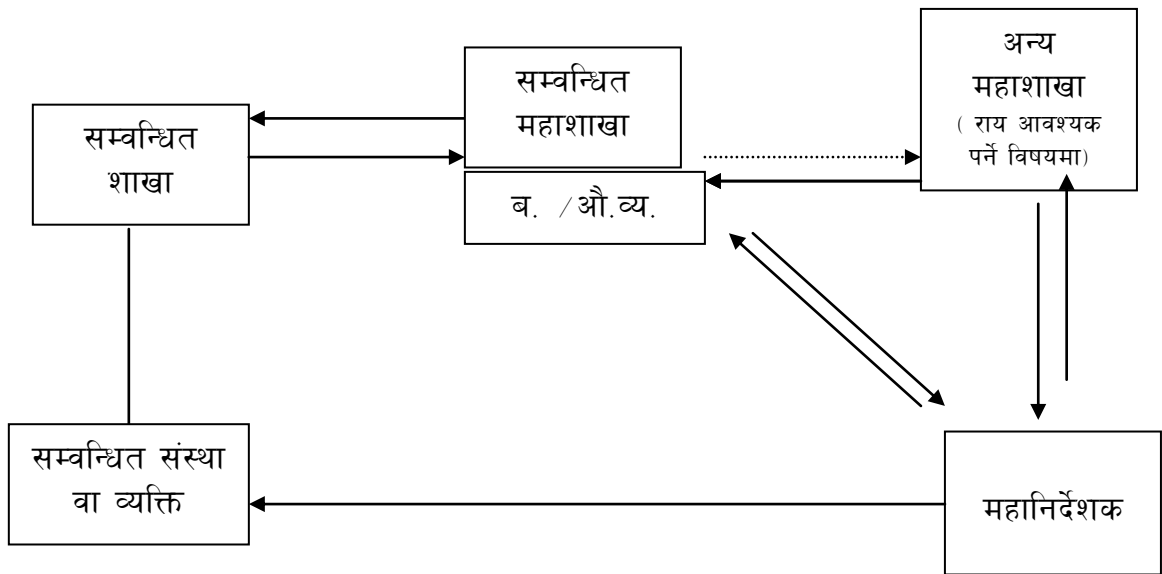 सम्वन्धित
शाखा
सम्वन्धित
महाशाखा
ब. /औ.व्य.
अन्य
महाशाखा
( राय आवश्यक
पर्ने विषयमा)
सम्वन्धित संस्था
वा व्यक्ति
महानिर्देशक